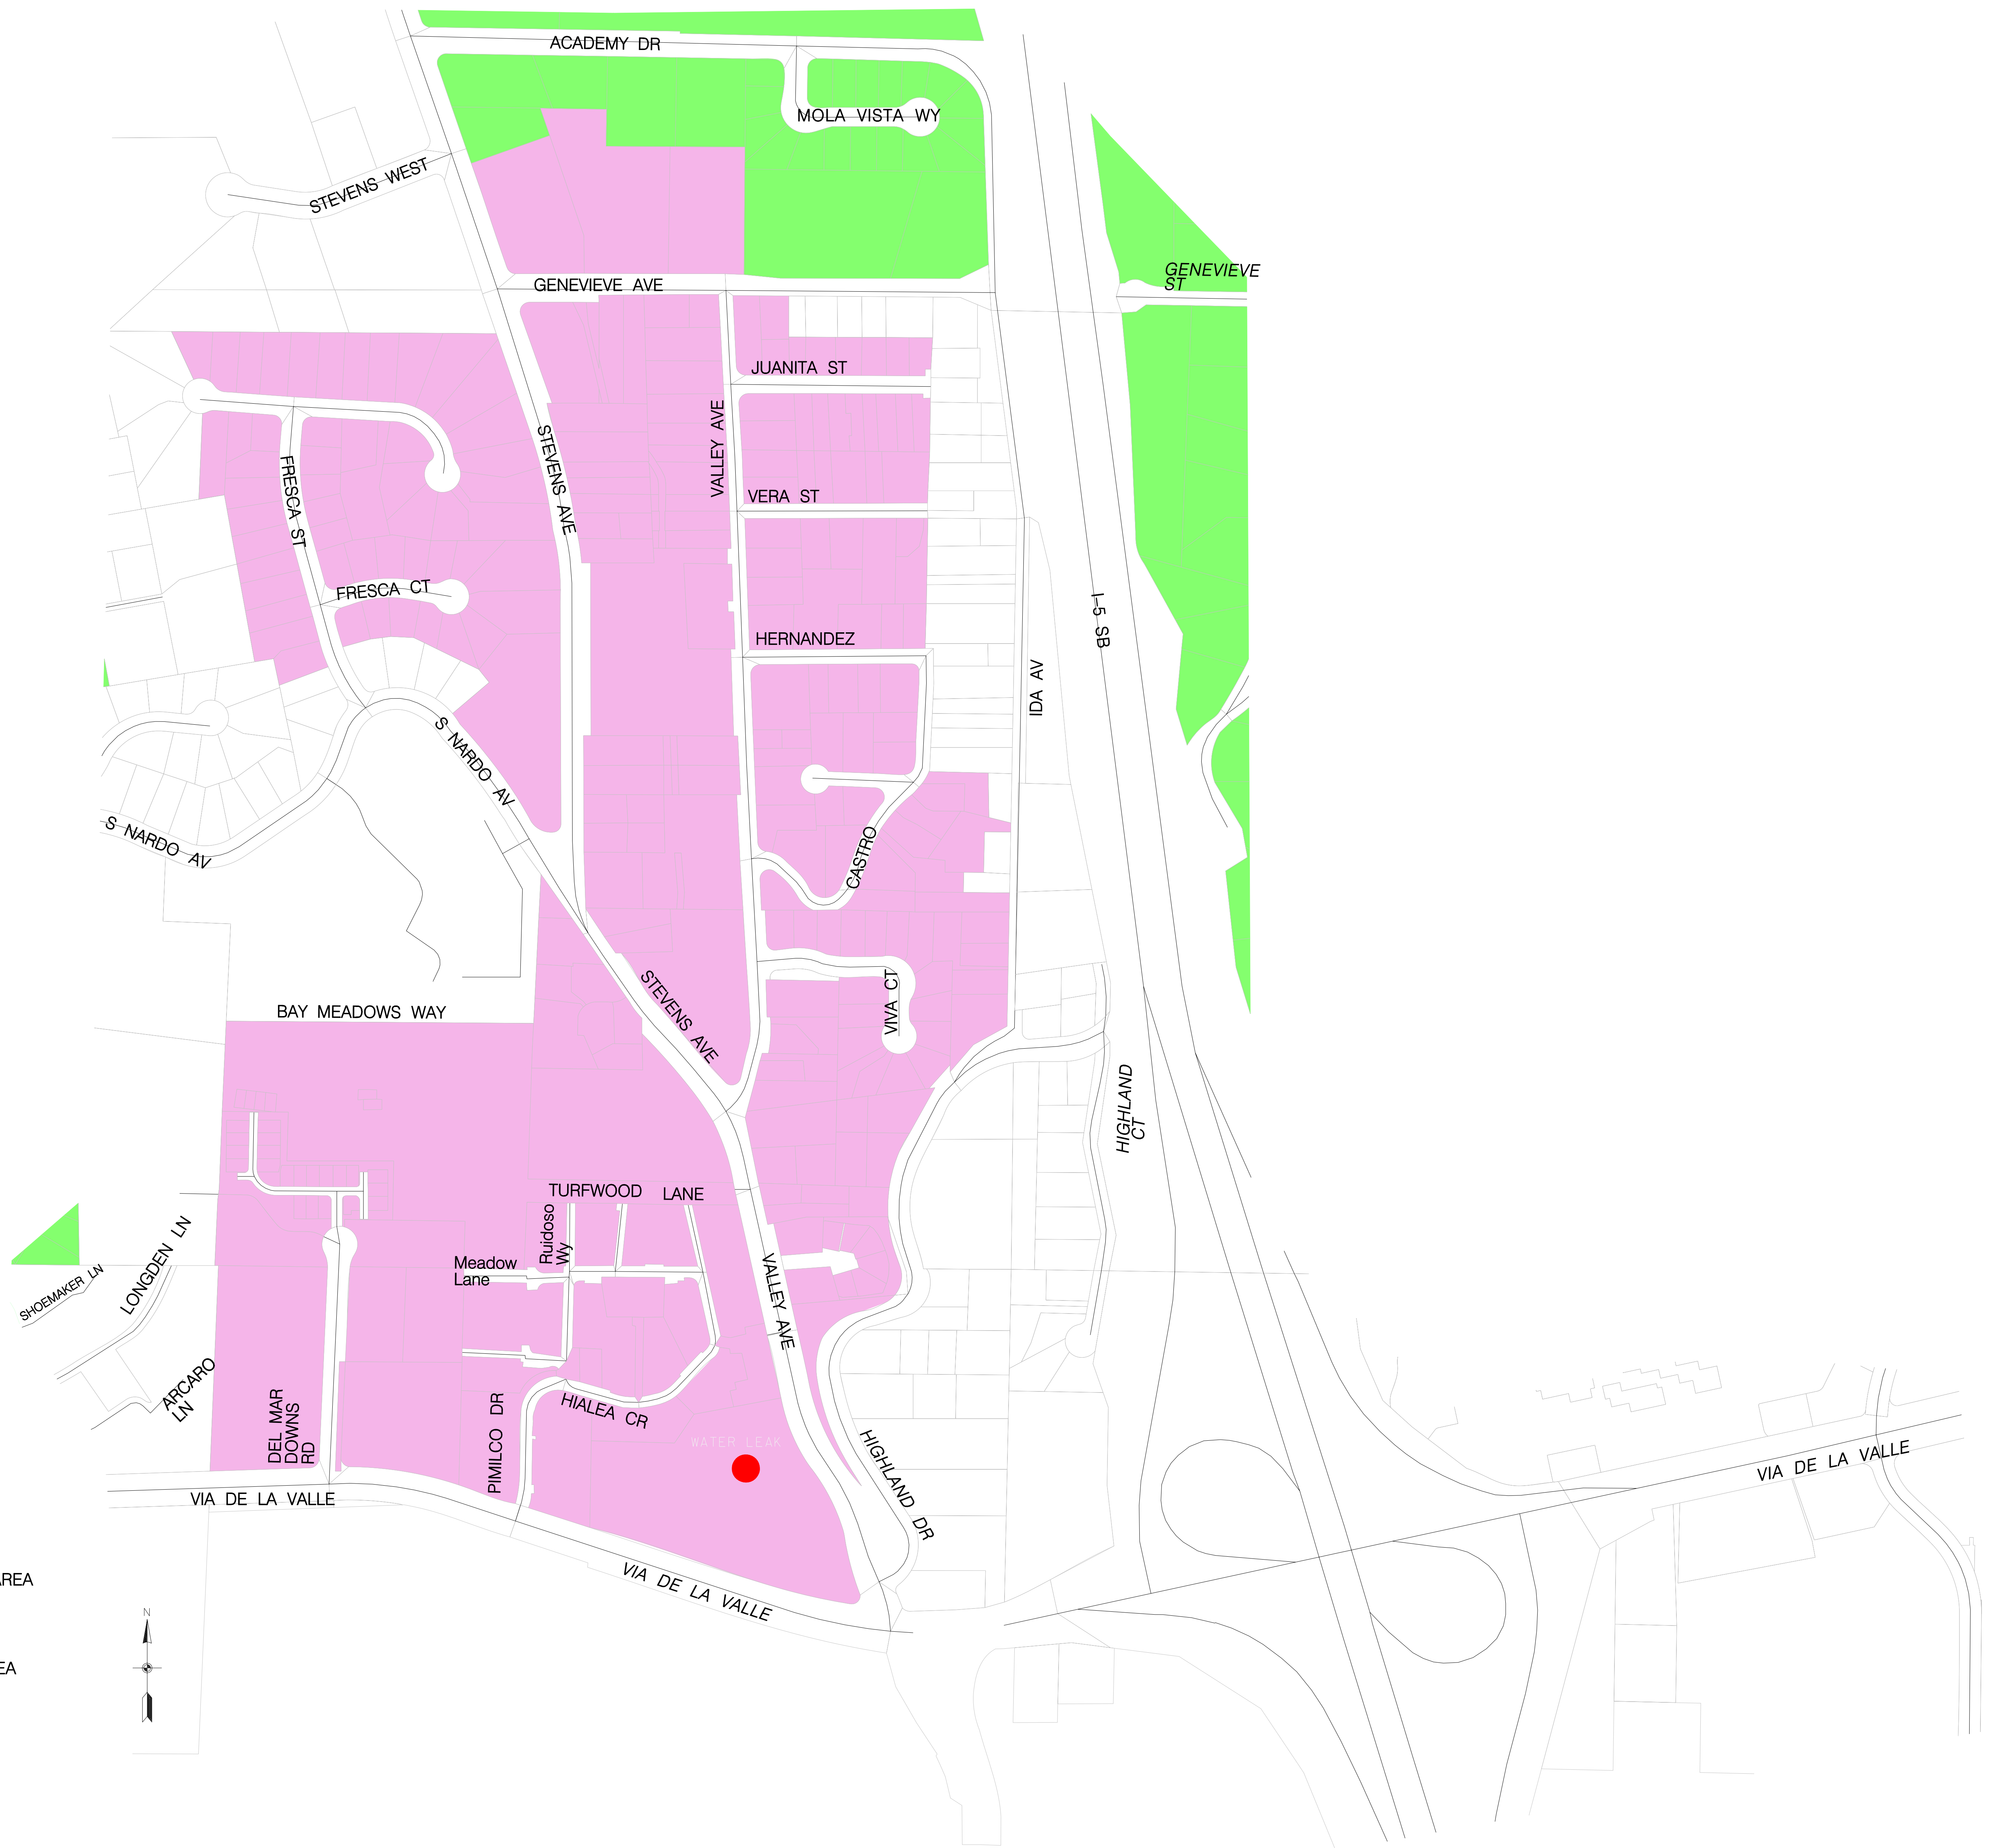 ACADEMY DR
MOLA VISTA WY
STEVENS WEST
GENEVIEVE AVE
GENEVIEVE
ST
JUANITA ST
VALLEY AVE
STEVENS AVE
FRESCA ST
VERA ST
FRESCA CT
I-5 SB
HERNANDEZ
IDA AV
S NARDO AV
S NARDO AV
CASTRO
STEVENS AVE
VIVA CT
BAY MEADOWS WAY
HIGHLAND
CT
TURFWOOD LANE
Ruidoso
Wy
Meadow
Lane
LONGDEN LN
SHOEMAKER LN
VALLEY AVE
ARCARO
LN
DEL MAR
DOWNS
RD
PIMILCO DR
HIALEA CR
WATER LEAK
HIGHLAND DR
VIA DE LA VALLE
VIA DE LA VALLE
VIA DE LA VALLE
AREA
N
EA